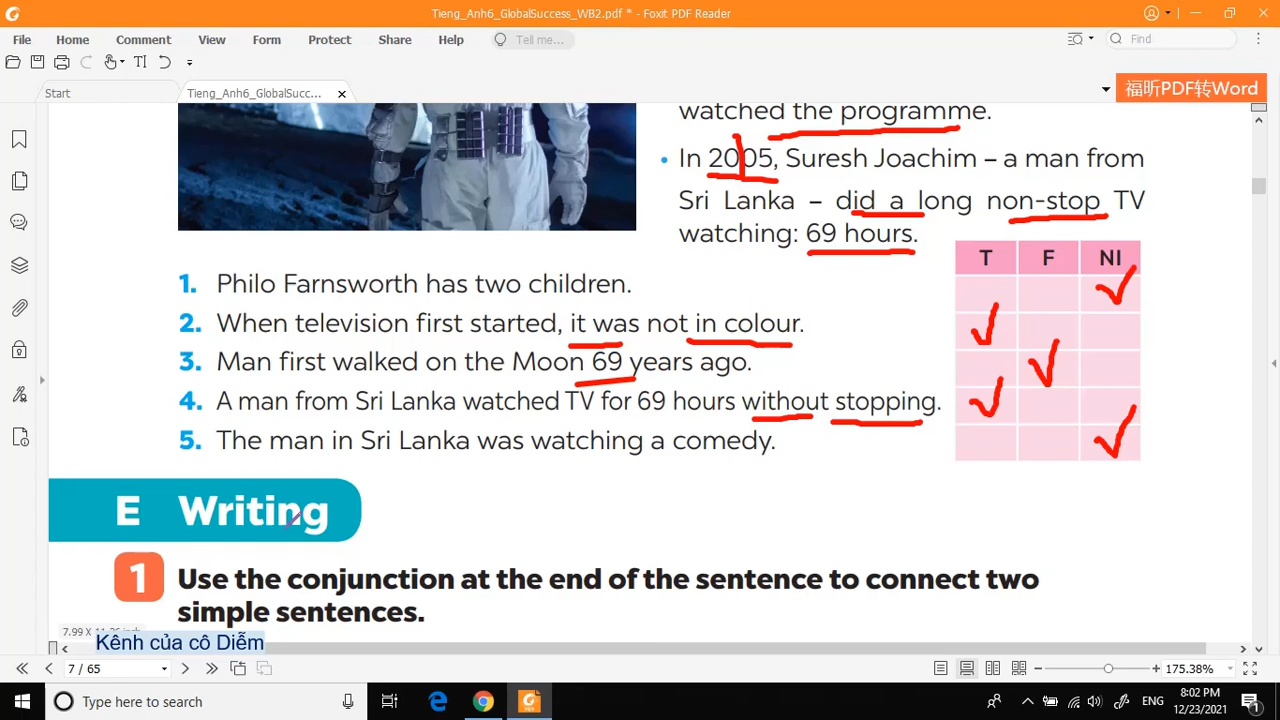 Tieng_Anh6_GlobalSuccess_WB2.pdf * - Foxit PDF Reader
File Home Comment View Form Protect Share Help Tell me... Find
Start Tieng_Anh6_GlobalSucc... 福昕PDF转Word
watched the programme.
• In 2005, Suresh Joachim – a man from
Sri Lanka – did a long non-stop TV
watching: 69 hours.
T F NI
1. Philo Farnsworth has two children.
2. When television first started, it was not in colour.
3. Man first walked on the Moon 69 years ago.
4. A man from Sri Lanka watched TV for 69 hours without stopping.
5. The man in Sri Lanka was watching a comedy.
E Writing
1 Use the conjunction at the end of the sentence to connect two
simple sentences.
Kênh của cô Diễm
7 / 65 175.38%
Type here to search ENG 8:02 PM
12/23/2021